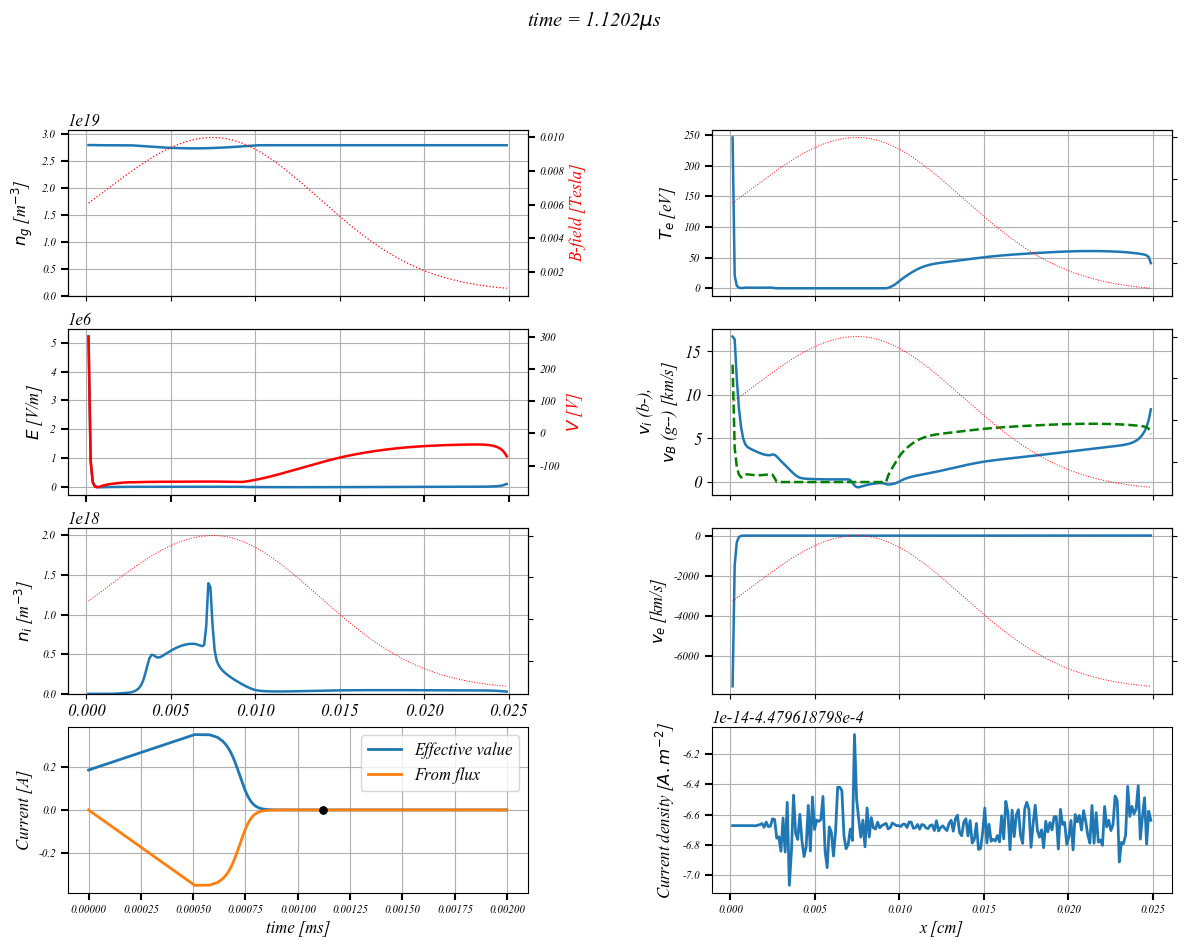 time = 1.1202μs
1e19
3.0
2.5
2.0
1.5
1.0
0.5
0.0
n_g [m^{-3}]
0.010
0.008
0.006
0.004
0.002
B-field [Tesla]
250
200
150
100
50
0
T_e [eV]
1e6
5
4
3
2
1
0
E [V/m]
300
200
100
0
-100
V [V]
15
10
5
0
v_i (b-),
v_B (g--) [km/s]
1e18
2.0
1.5
1.0
0.5
0.0
n_i [m^{-3}]
0.000 0.005 0.010 0.015 0.020 0.025
0
-2000
-4000
-6000
v_e [km/s]
0.2
0.0
-0.2
Current [A]
Effective value
From flux
0.00000 0.00025 0.00050 0.00075 0.00100 0.00125 0.00150 0.00175 0.00200
time [ms]
1e-14-4.479618798e-4
-6.2
-6.4
-6.6
-6.8
-7.0
Current density [A.m^{-2}]
0.000 0.005 0.010 0.015 0.020 0.025
x [cm]